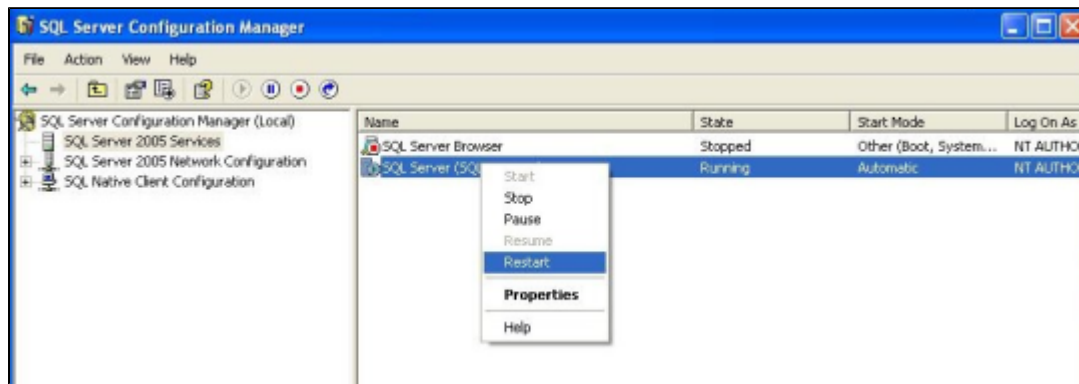 SQL Server Configuration Manager
File Action View Help
SQL Server Configuration Manager (Local)
SQL Server 2005 Services
SQL Server 2005 Network Configuration
SQL Native Client Configuration
Name State Start Mode Log On As
SQL Server Browser Stopped Other (Boot, System... NT AUTHO
SQL Server (SQ Running Automatic NT AUTHO
Start
Stop
Pause
Resume
Restart
Properties
Help